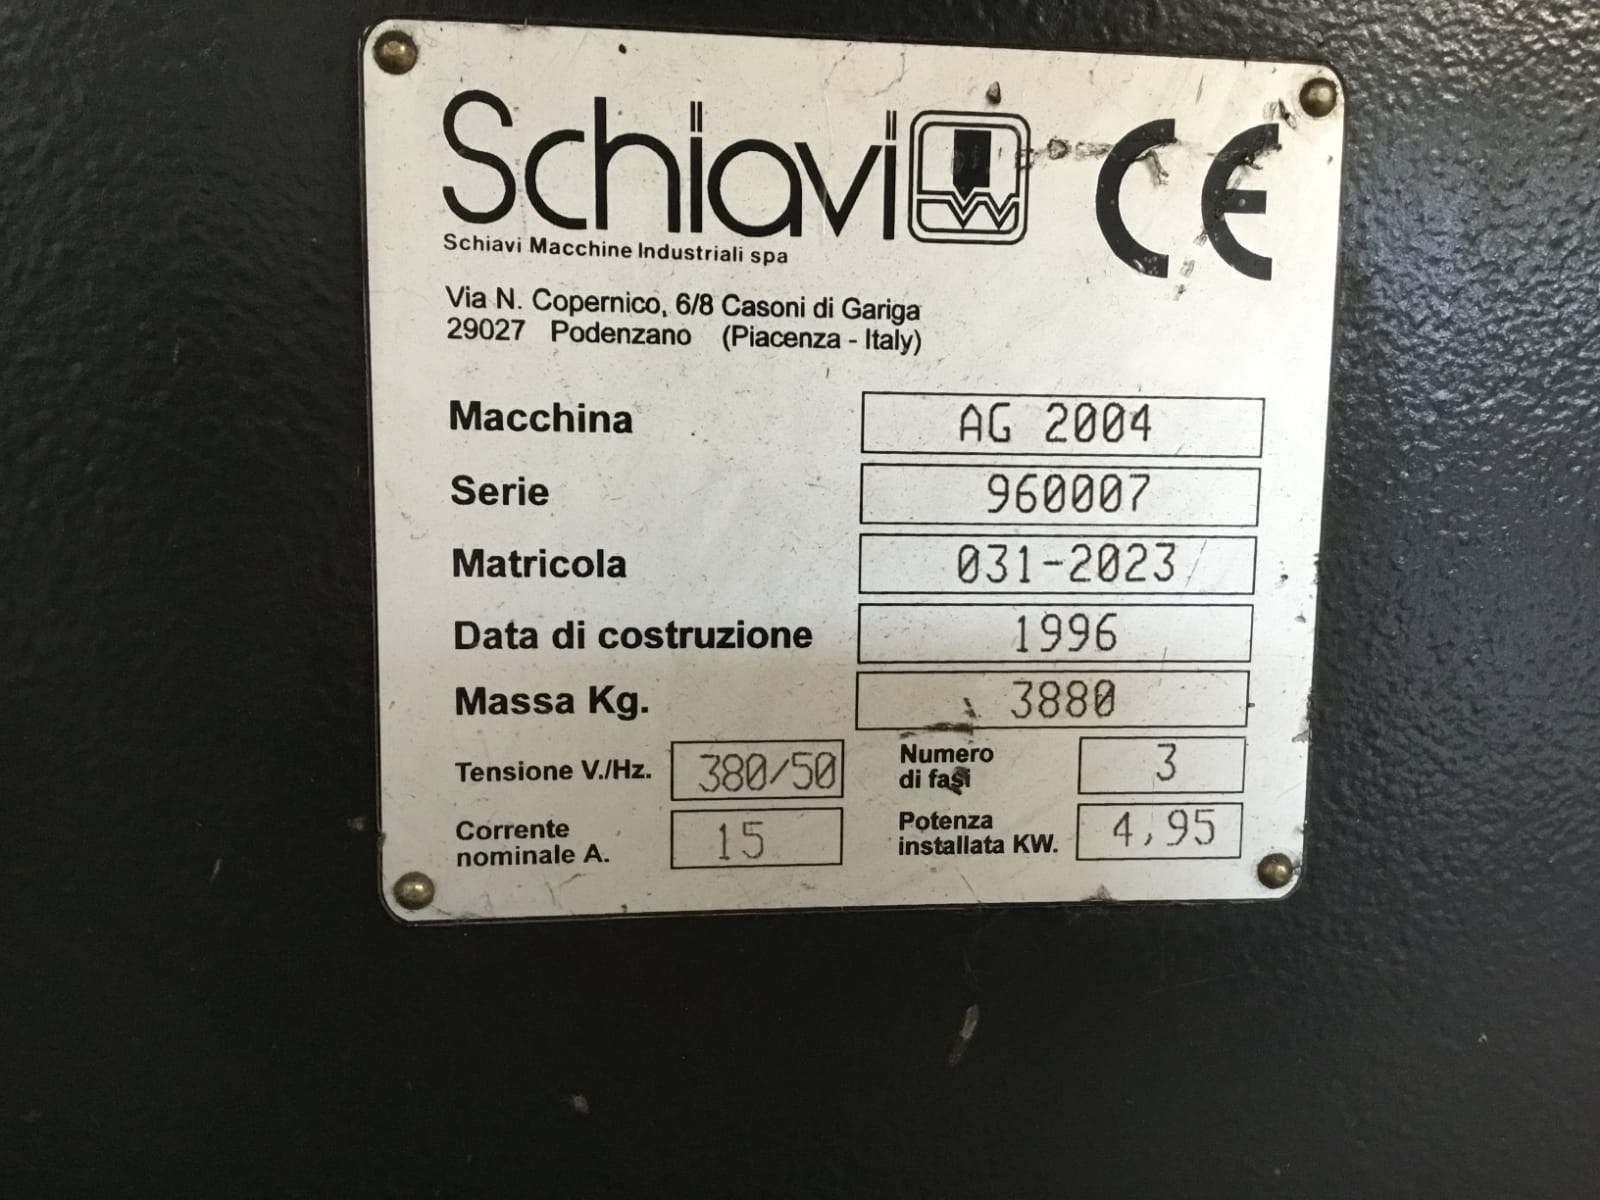 Schiavi CE
Schiavi Macchine Industriali spa
Via N. Copernico, 6/8 Casoni di Gariga
29027 Podenzano (Piacenza - Italy)
Macchina AG 2004
Serie 960007
Matricola 031-2023
Data di costruzione 1996
Massa Kg. 3880
Tensione V./Hz. 380/50
Numero
di fasi 3
Corrente
nominale A. 15
Potenza
installata KW. 4,95